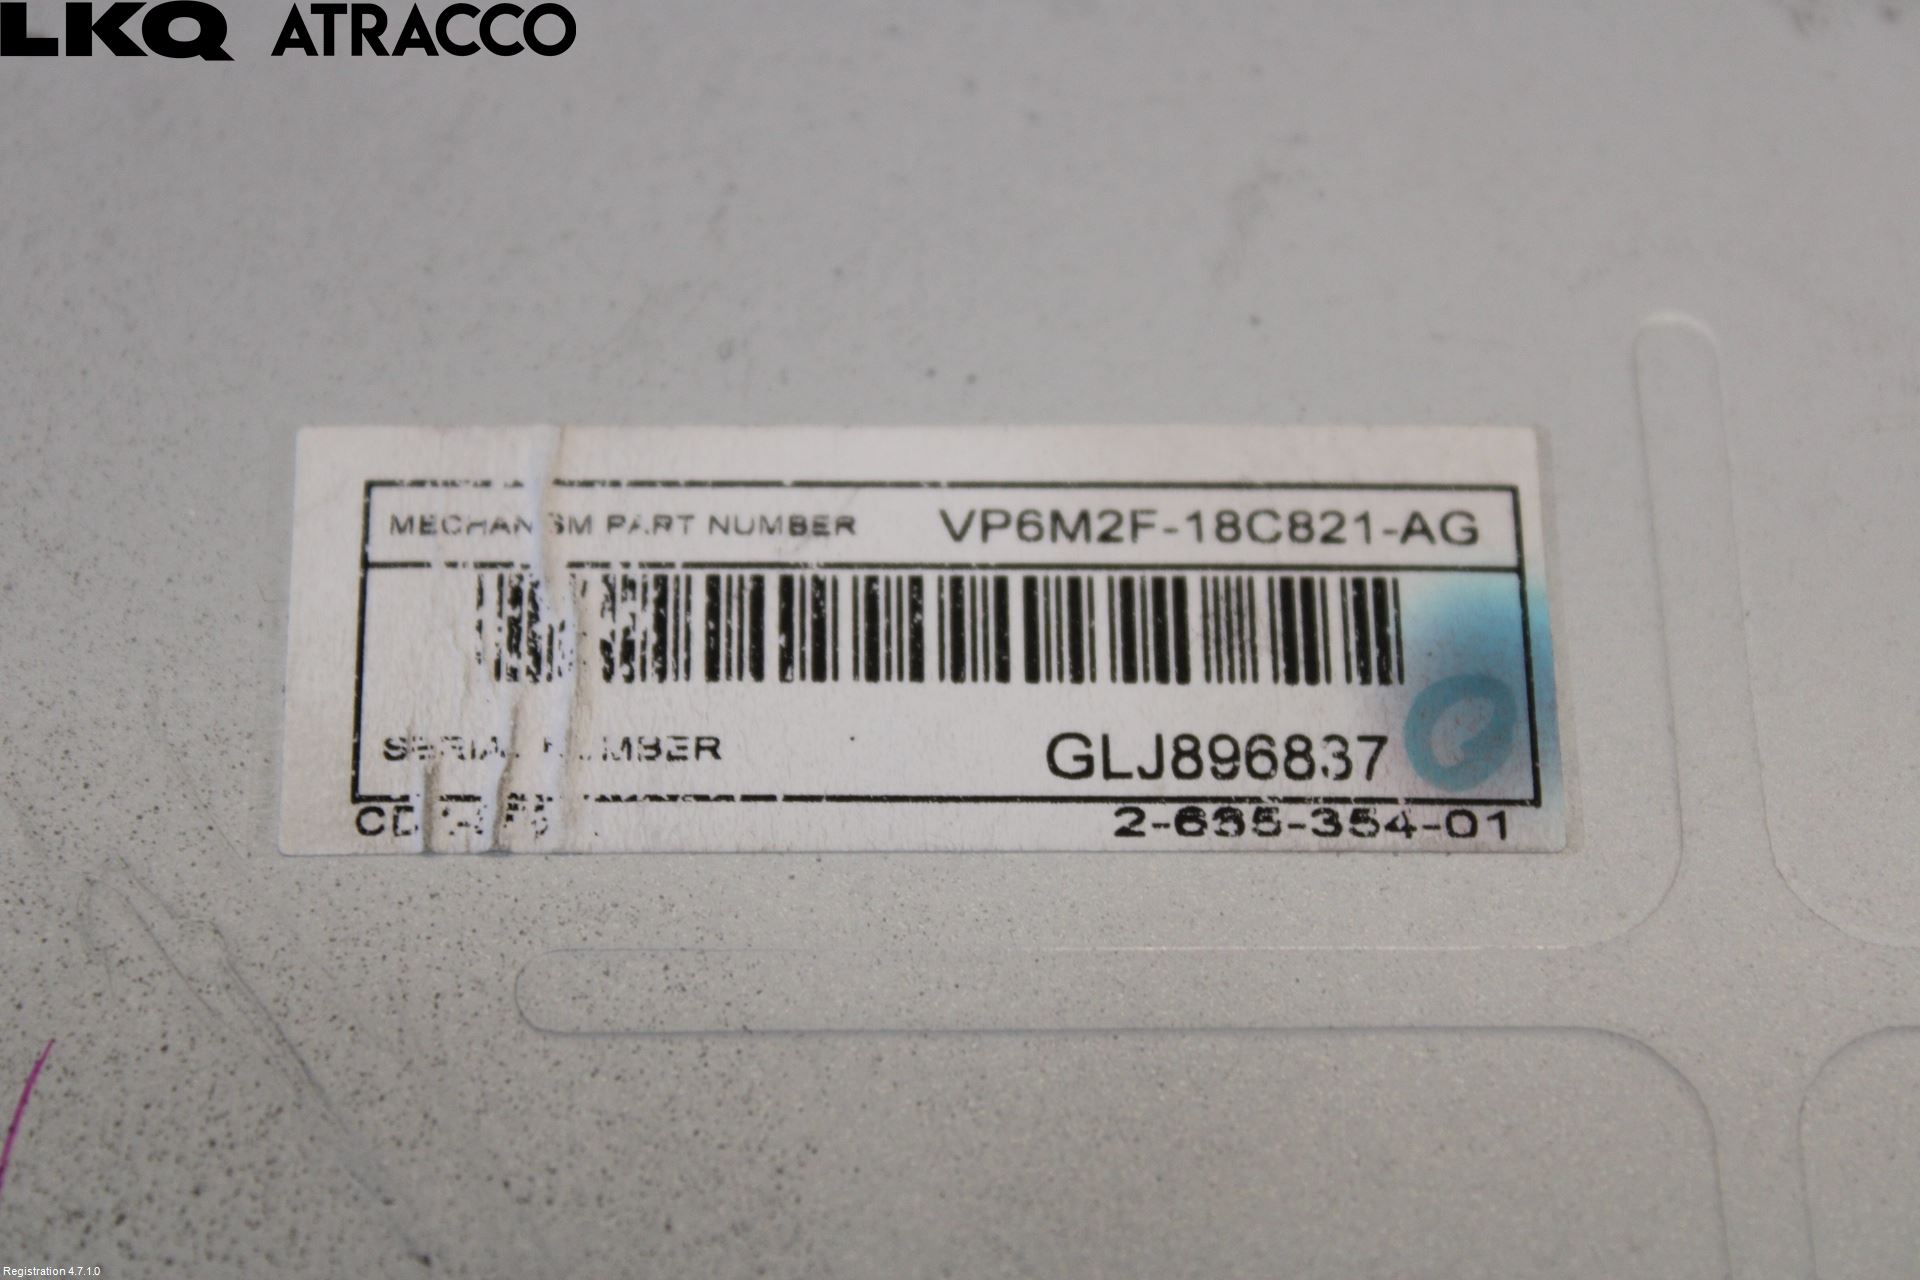 LKQ ATRACCO
MECHANISM PART NUMBER VP6M2F-18C821-AG
SERIAL NUMBER GLJ896837
2-695-354-01
Registration 4.7.1.0